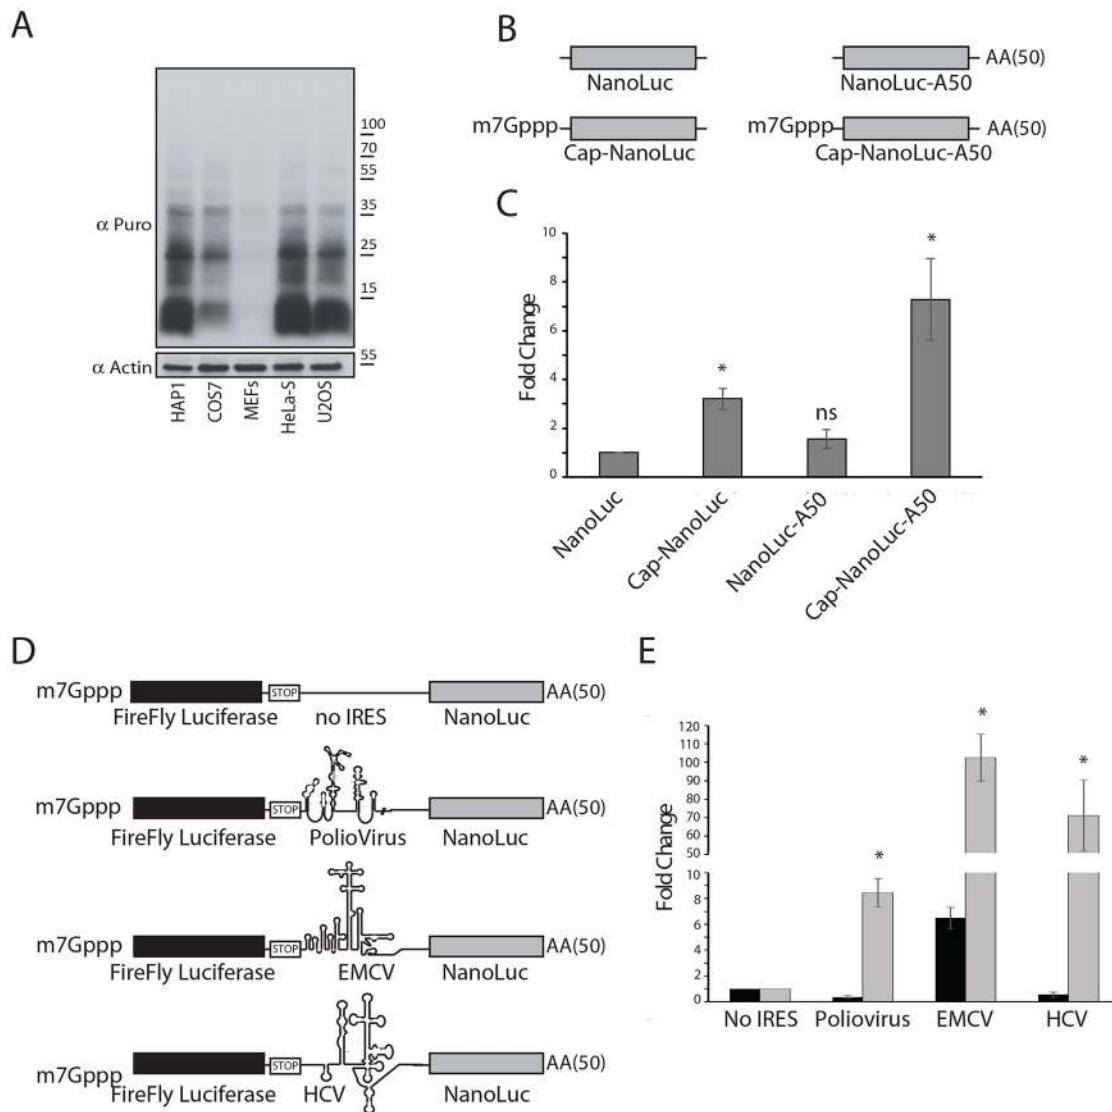 A
100
70
55
35
25
15
α Puro
55
α Actin
HAP1
COS7
MEFs
HeLa-S
U2OS
B
NanoLuc
AA(50)
NanoLuc-A50
m7Gppp
Cap-NanoLuc
m7Gppp
AA(50)
Cap-NanoLuc-A50
C
Fold Change
10
8
6
4
2
0
*
ns
*
NanoLuc
Cap-NanoLuc
NanoLuc-A50
Cap-NanoLuc-A50
D
m7Gppp STOP AA(50)
FireFly Luciferase no IRES NanoLuc
m7Gppp STOP AA(50)
FireFly Luciferase PolioVirus NanoLuc
m7Gppp STOP AA(50)
FireFly Luciferase EMCV NanoLuc
m7Gppp STOP AA(50)
FireFly Luciferase HCV NanoLuc
E
Fold Change
120
110
100
90
80
70
60
50
10
8
6
4
2
1
0
*
*
*
No IRES Poliovirus EMCV HCV